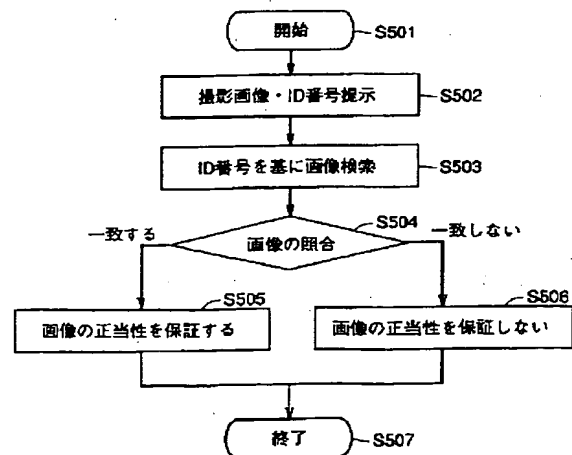 開始
S501
撮影画像・ID番号提示
S502
ID番号を基に画像検索
S503
S504
一致する
画像の照合
一致しない
S505
S506
画像の正当性を保証する
画像の正当性を保証しない
終了
S507